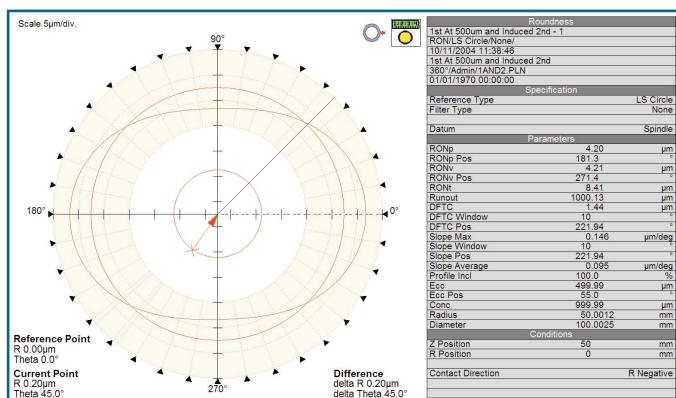 Scale 5µm/div.
90°
180°
0°
270°
Reference Point
R 0.00µm
Theta 0.0°
Current Point
R 0.20µm
Theta 45.0°
Difference
delta R 0.20µm
delta Theta 45.0°
Roundness
1st At 500um and Induced 2nd - 1
RON/LS Circle/None/
10/11/2004 11:38:46
1st At 500um and Induced 2nd
360°/Admin/1AND2.PLN
01/01/1970 00:00:00
Specification
Reference Type LS Circle
Filter Type None
Datum Spindle
Parameters
RONp 4.20 µm
RONp Pos 181.3 °
RONv 4.21 µm
RONv Pos 271.4 °
RONt 8.41 µm
Runout 1000.13 µm
DFTC 1.44 µm
DFTC Window 10 °
DFTC Pos 221.94 °
Slope Max 0.146 µm/deg
Slope Window 10 °
Slope Pos 221.94 °
Slope Average 0.095 µm/deg
Profile Incl 100.0 %
Ecc 499.99 µm
Ecc Pos 55.0 °
Conc 999.99 µm
Radius 50.0012 mm
Diameter 100.0025 mm
Conditions
Z Position 50 mm
R Position 0 mm
Contact Direction R Negative